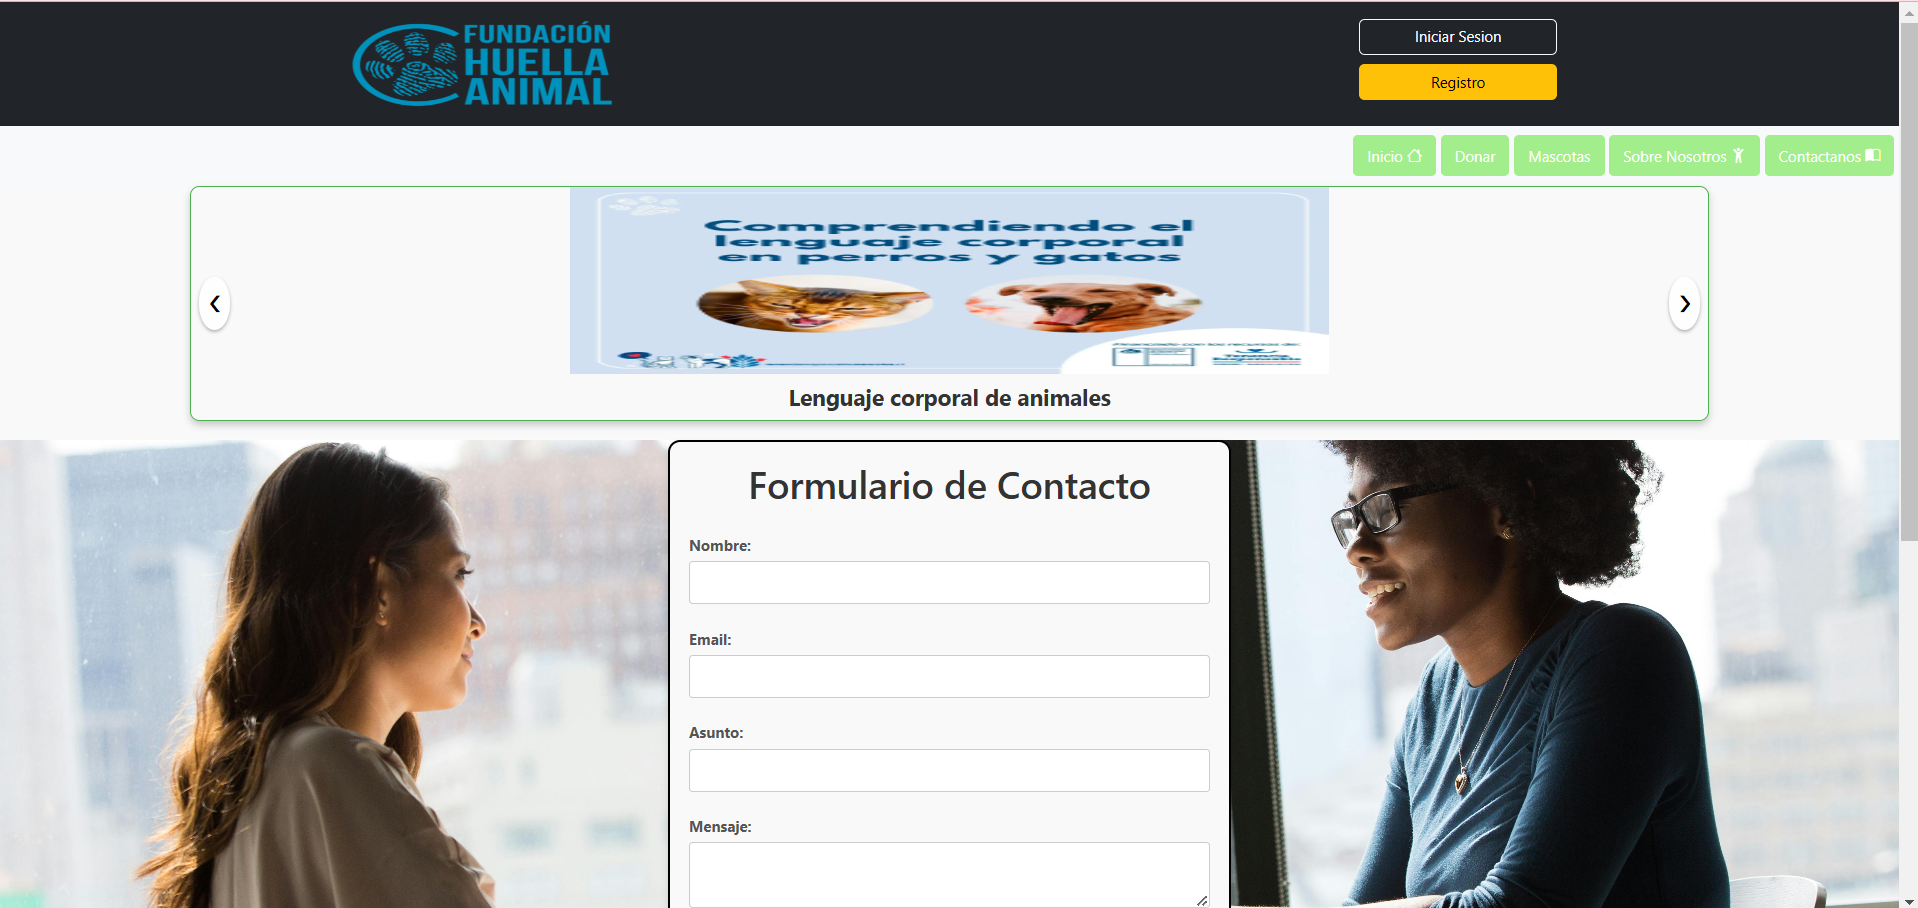 FUNDACIÓN
HUELLA
ANIMAL
Iniciar Sesion
Registro
Inicio
Donar
Mascotas
Sobre Nosotros
Contactanos
Comprendiendo el
lenguaje corporal
en perros y gatos
Lenguaje corporal de animales
Formulario de Contacto
Nombre:
Email:
Asunto:
Mensaje: